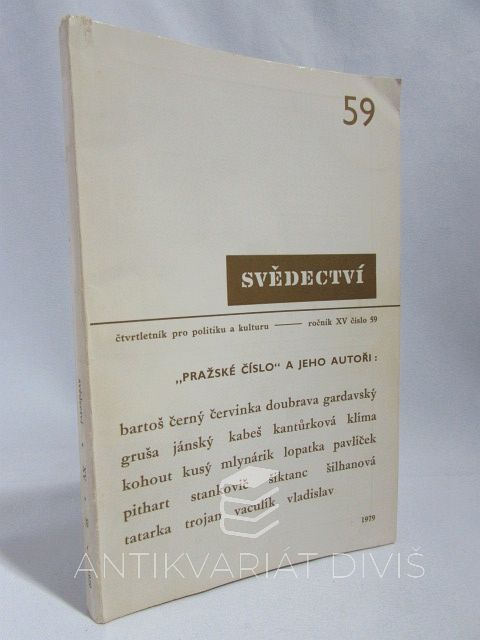 59
SVĚDECTVÍ
čtvrtletník pro politiku a kulturu — ročník XV číslo 59
„PRAŽSKÉ ČÍSLO“ A JEHO AUTOŘI:
bartoš černý červinka doubrava gardavský
gruša jánský kabeš kantůrková klíma
kohout kusý mlynárik lopatka pavlíček
pithart stankovič šiktanc šilhanová
tatarka trojan vaculík vladislav
1979
ANTIKVARIÁT DIVIŠ